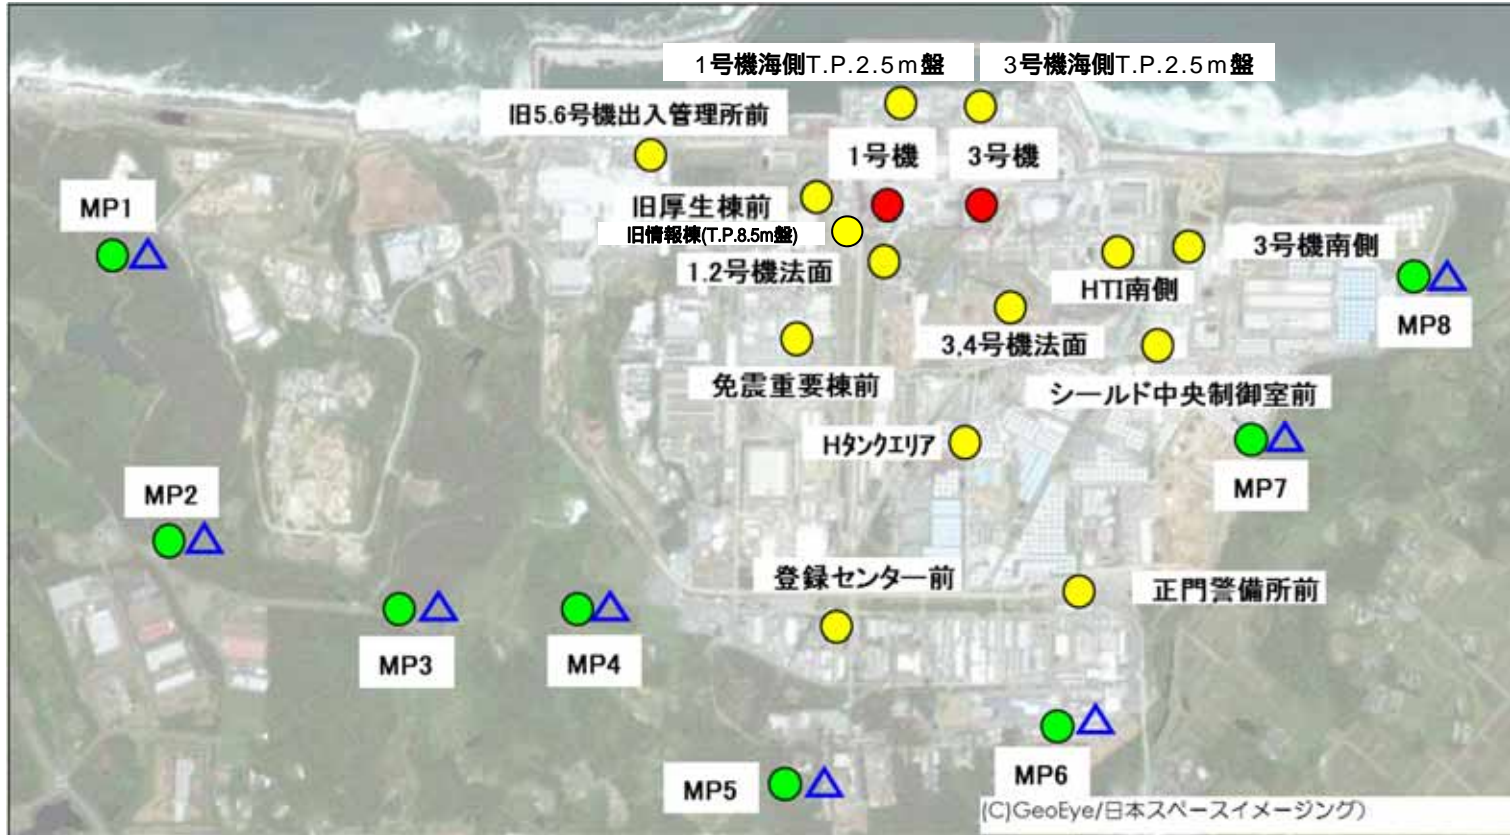 1号機海側T.P.2.5m盤
3号機海側T.P.2.5m盤
旧5.6号機出入管理所前
1号機
3号機
MP1
旧厚生棟前
旧情報棟(T.P.8.5m盤)
3号機南側
1.2号機法面
HTI南側
MP8
3,4号機法面
免震重要棟前
シールド中央制御室前
Hタンクエリア
MP7
MP2
登録センター前
正門警備所前
MP3
MP4
MP6
MP5
(C)GeoEye/日本スペースイメージング)